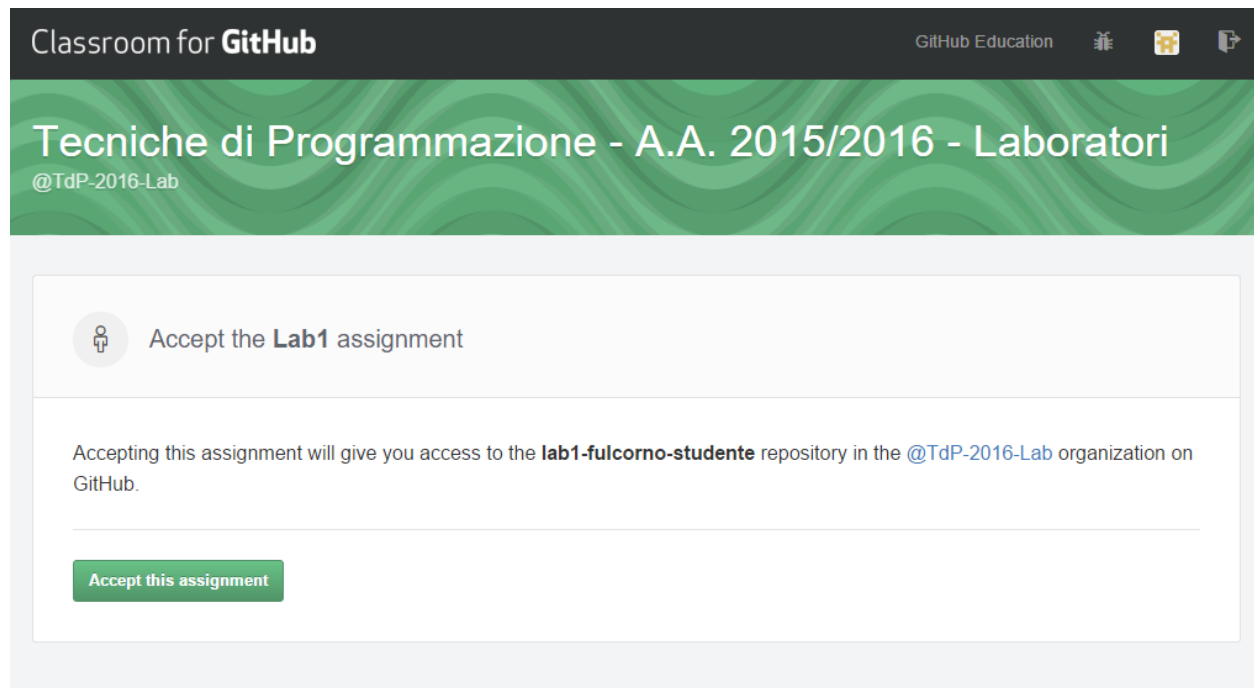 Classroom for GitHub
GitHub Education
Tecniche di Programmazione - A.A. 2015/2016 - Laboratori
@TdP-2016-Lab
Accept the Lab1 assignment
Accepting this assignment will give you access to the lab1-fulcorno-studente repository in the @TdP-2016-Lab organization on
GitHub.
Accept this assignment